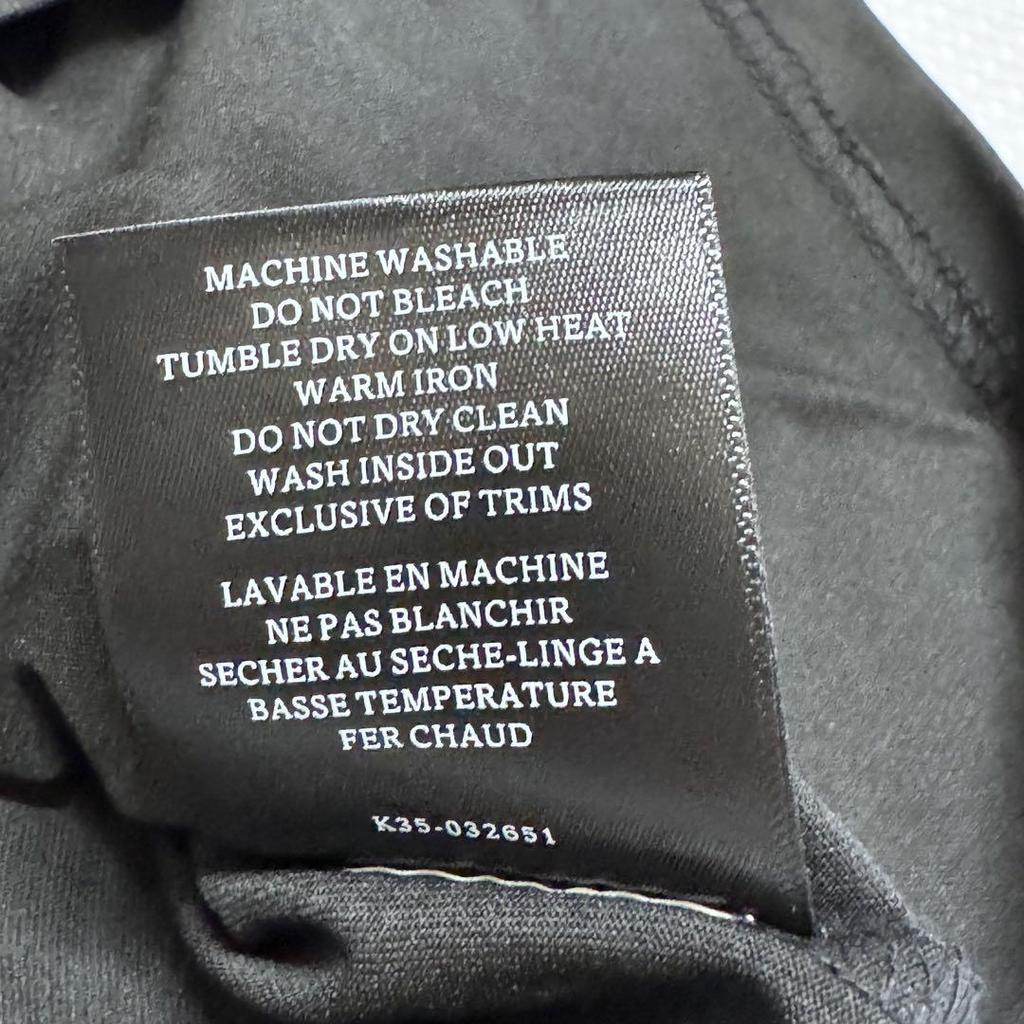 MACHINE WASHABLE
DO NOT BLEACH
TUMBLE DRY ON LOW HEAT
WARM IRON
DO NOT DRY CLEAN
WASH INSIDE OUT
EXCLUSIVE OF TRIMS
LAVABLE EN MACHINE
NE PAS BLANCHIR
SECHER AU SECHE-LINGE A
BASSE TEMPERATURE
FER CHAUD
K35-032651